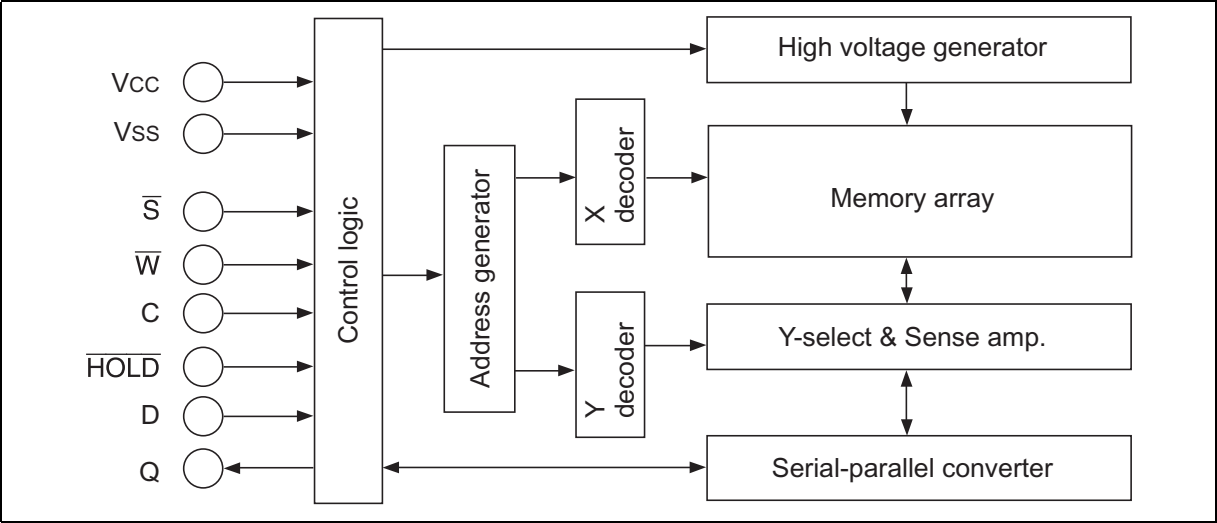 VCC
VSS
S̅
W̅
C
H̅O̅L̅D̅
D
Q
Control logic
Address generator
X
decoder
Y
decoder
High voltage generator
Memory array
Y-select & Sense amp.
Serial-parallel converter